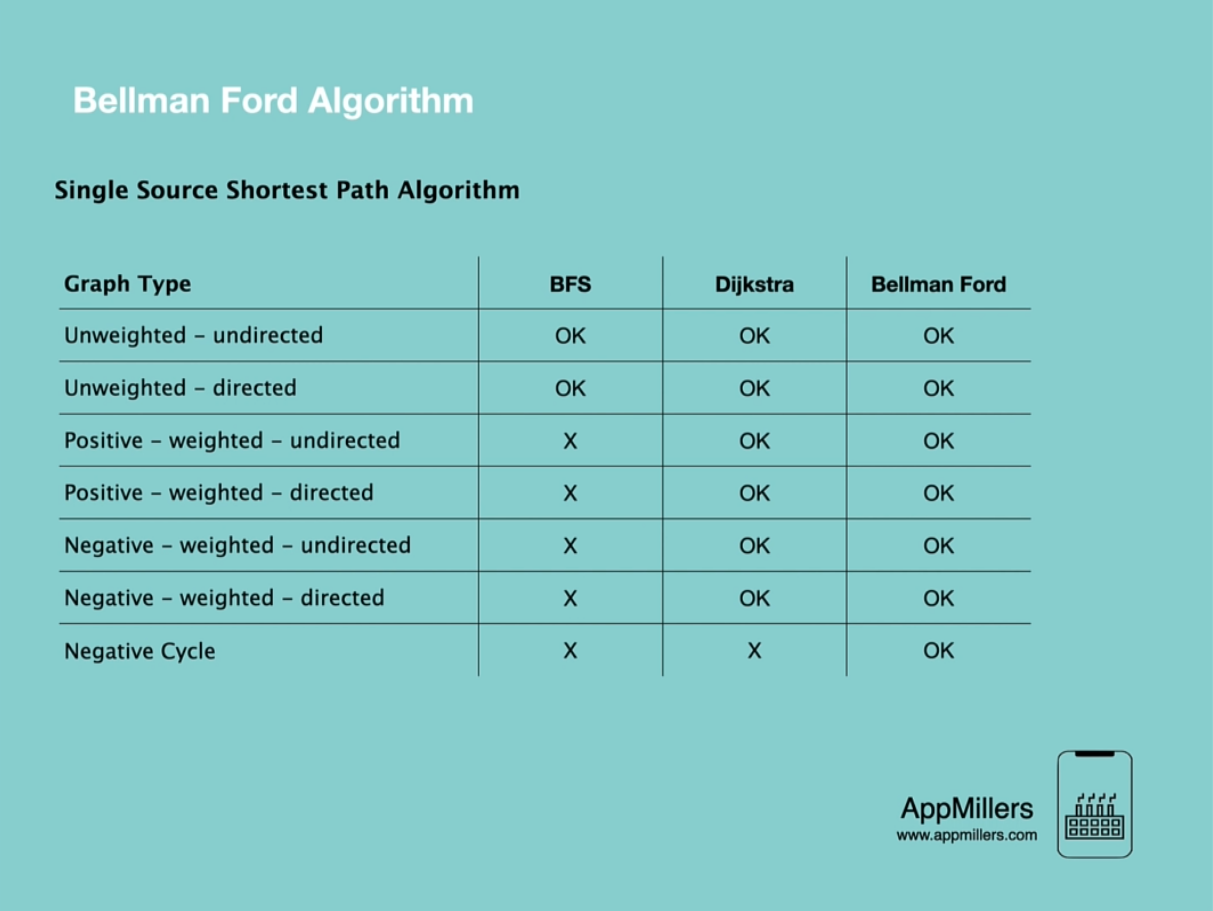 Bellman Ford Algorithm
Single Source Shortest Path Algorithm
Graph Type BFS Dijkstra Bellman Ford
Unweighted – undirected OK OK OK
Unweighted – directed OK OK OK
Positive – weighted – undirected X OK OK
Positive – weighted – directed X OK OK
Negative – weighted – undirected X OK OK
Negative – weighted – directed X OK OK
Negative Cycle X X OK
AppMillers
www.appmillers.com